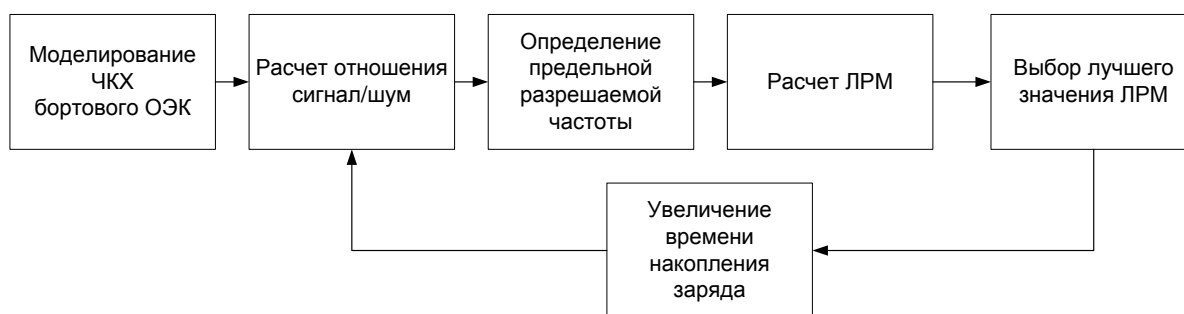 Моделирование
ЧКХ
бортового ОЭК
Расчет отношения
сигнал/шум
Определение
предельной
разрешаемой
частоты
Расчет ЛРМ
Выбор лучшего
значения ЛРМ
Увеличение
времени
накопления
заряда